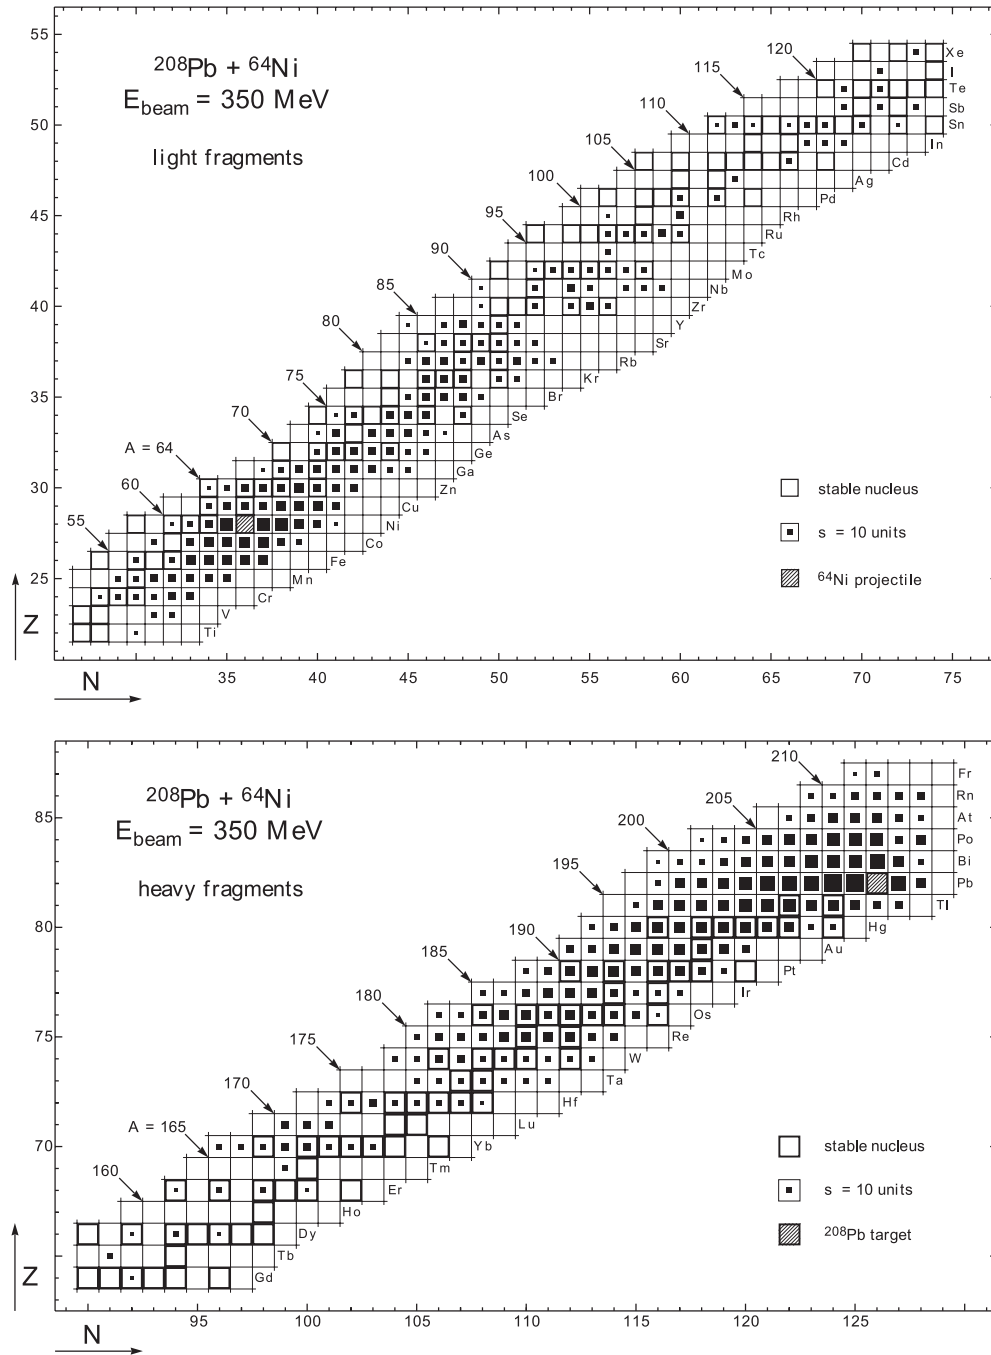 55
50
45
40
35
30
25
Z
N
35
40
45
50
55
60
65
70
75
²⁰⁸Pb + ⁶⁴Ni
E_beam = 350 MeV
light fragments
55
60
A = 64
70
75
80
85
90
95
100
105
110
115
120
Xe
I
Te
Sb
Sn
In
Cd
Ag
Pd
Rh
Ru
Tc
Mo
Nb
Zr
Y
Sr
Rb
Kr
Br
Se
As
Ge
Ga
Zn
Cu
Ni
Co
Fe
Mn
Cr
V
Ti
stable nucleus
s = 10 units
⁶⁴Ni projectile
85
80
75
70
Z
N
95
100
105
110
115
120
125
²⁰⁸Pb + ⁶⁴Ni
E_beam = 350 MeV
heavy fragments
160
A = 165
170
175
180
185
190
195
200
205
210
Fr
Rn
At
Po
Bi
Pb
Tl
Hg
Au
Pt
Ir
Os
Re
W
Ta
Hf
Lu
Yb
Tm
Er
Ho
Dy
Tb
Gd
stable nucleus
s = 10 units
²⁰⁸Pb target